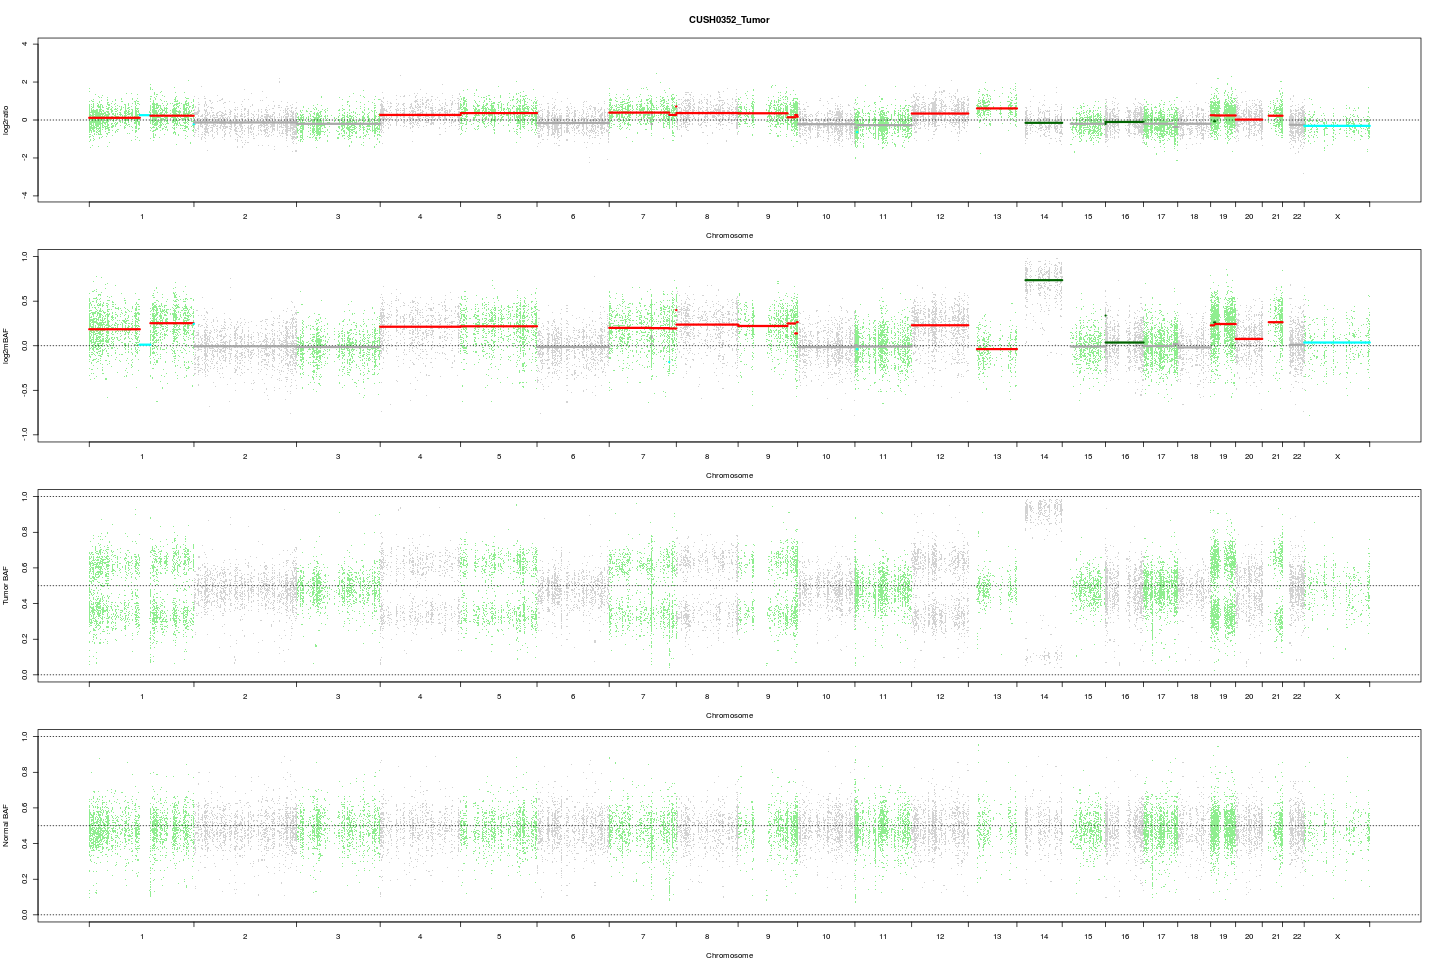 CUSH0352_Tumor
log2ratio
4
2
0
-2
-4
1 2 3 4 5 6 7 8 9 10 11 12 13 14 15 16 17 18 19 20 21 22 X
Chromosome
log2mBAF
1.0
0.5
0.0
-0.5
-1.0
1 2 3 4 5 6 7 8 9 10 11 12 13 14 15 16 17 18 19 20 21 22 X
Chromosome
Tumor BAF
1.0
0.8
0.6
0.4
0.2
0.0
1 2 3 4 5 6 7 8 9 10 11 12 13 14 15 16 17 18 19 20 21 22 X
Chromosome
Normal BAF
1.0
0.8
0.6
0.4
0.2
0.0
1 2 3 4 5 6 7 8 9 10 11 12 13 14 15 16 17 18 19 20 21 22 X
Chromosome